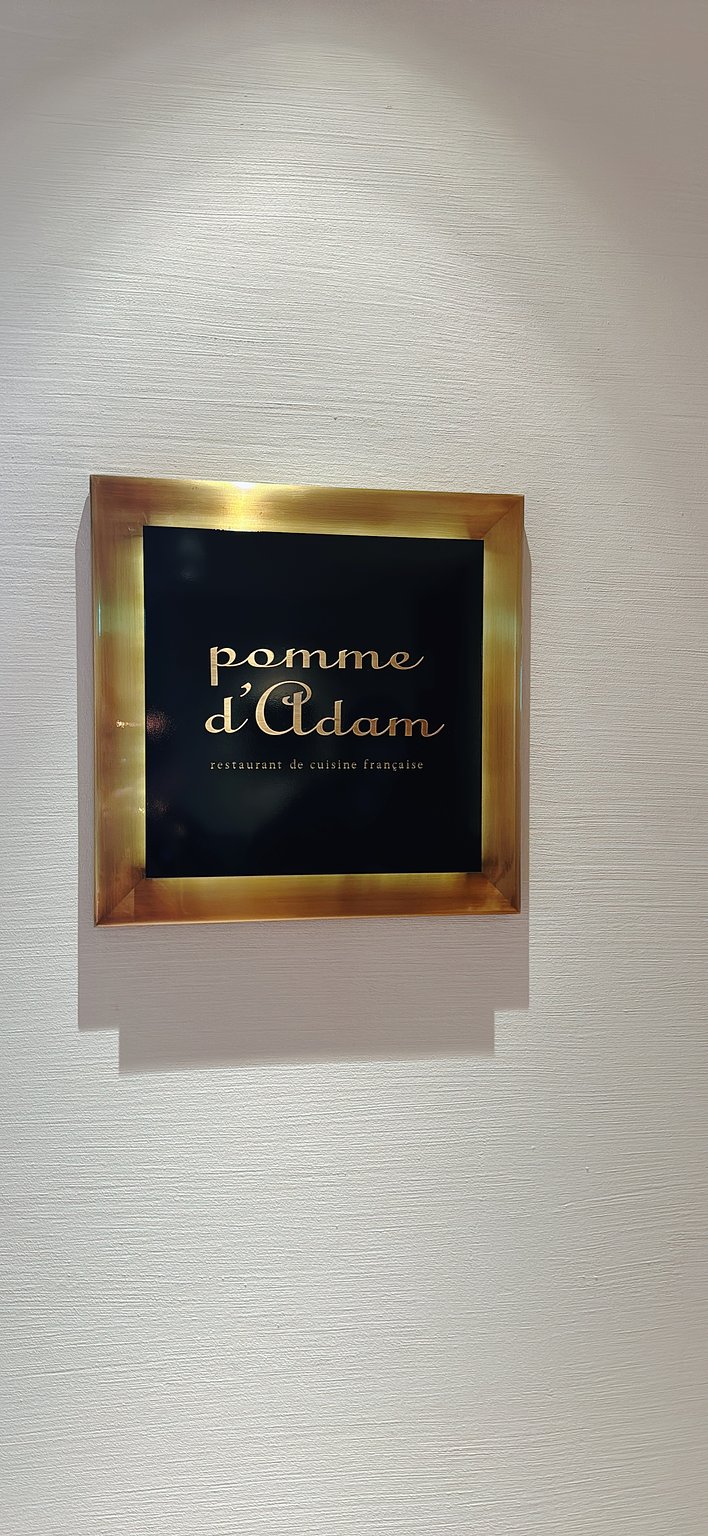 pomme
d'Adam
restaurant de cuisine française